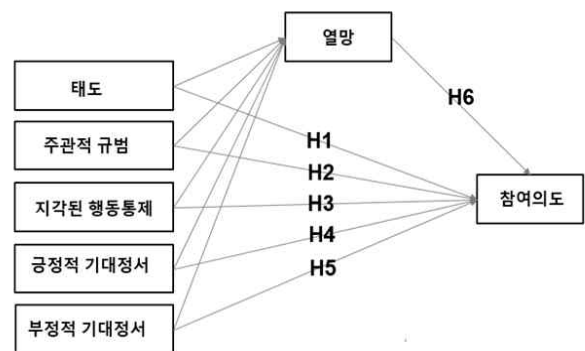 열망
태도
H6
주관적 규범
H1
H2
지각된 행동통제
H3
참여의도
H4
긍정적 기대정서
H5
부정적 기대정서